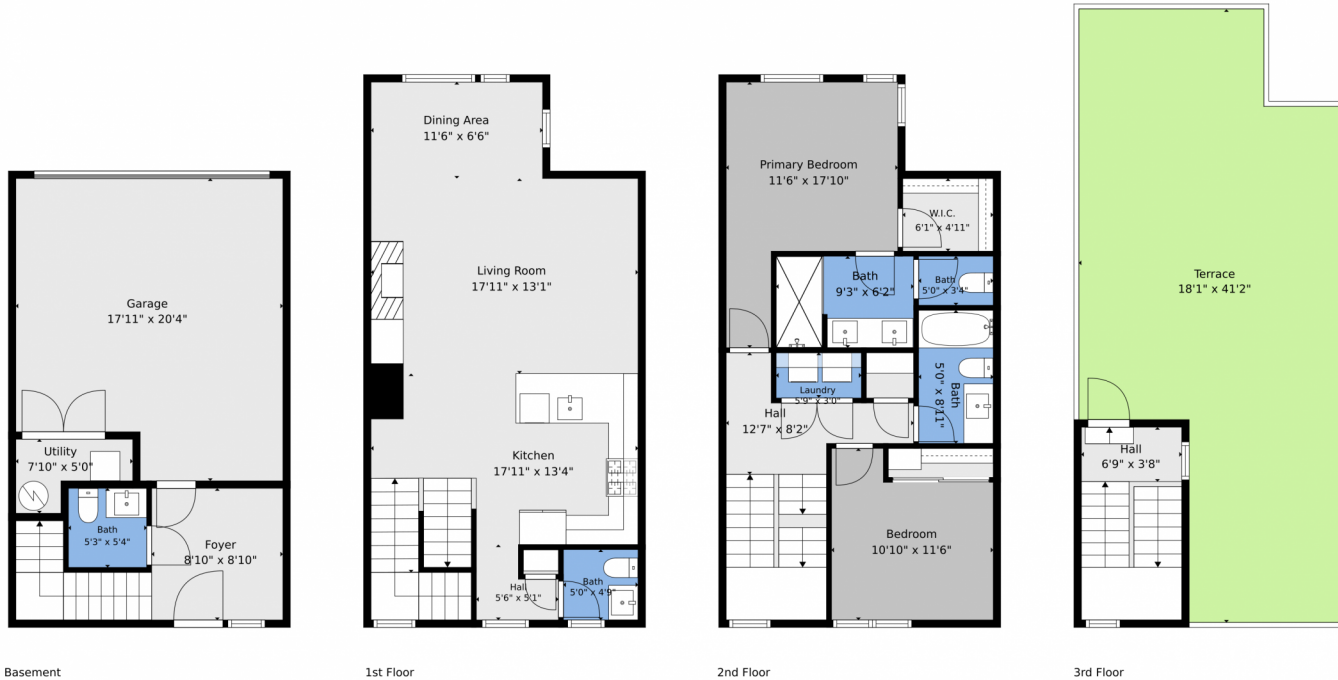 Garage
17'11" x 20'4"
Utility
7'10" x 5'0"
Bath
5'3" x 5'4"
Foyer
8'10" x 8'10"
Basement
Dining Area
11'6" x 6'6"
Living Room
17'11" x 13'1"
Kitchen
17'11" x 13'4"
Hall
5'6" x 5'1"
Bath
5'0" x 4'9"
1st Floor
Primary Bedroom
11'6" x 17'10"
W.I.C.
6'1" x 4'11"
Bath
9'3" x 6'2"
Bath
5'0" x 3'4"
Laundry
5'9" x 3'0"
Bath
5'0" x 8'11"
Hall
12'7" x 8'2"
Bedroom
10'10" x 11'6"
2nd Floor
Terrace
18'1" x 41'2"
Hall
6'9" x 3'8"
3rd Floor